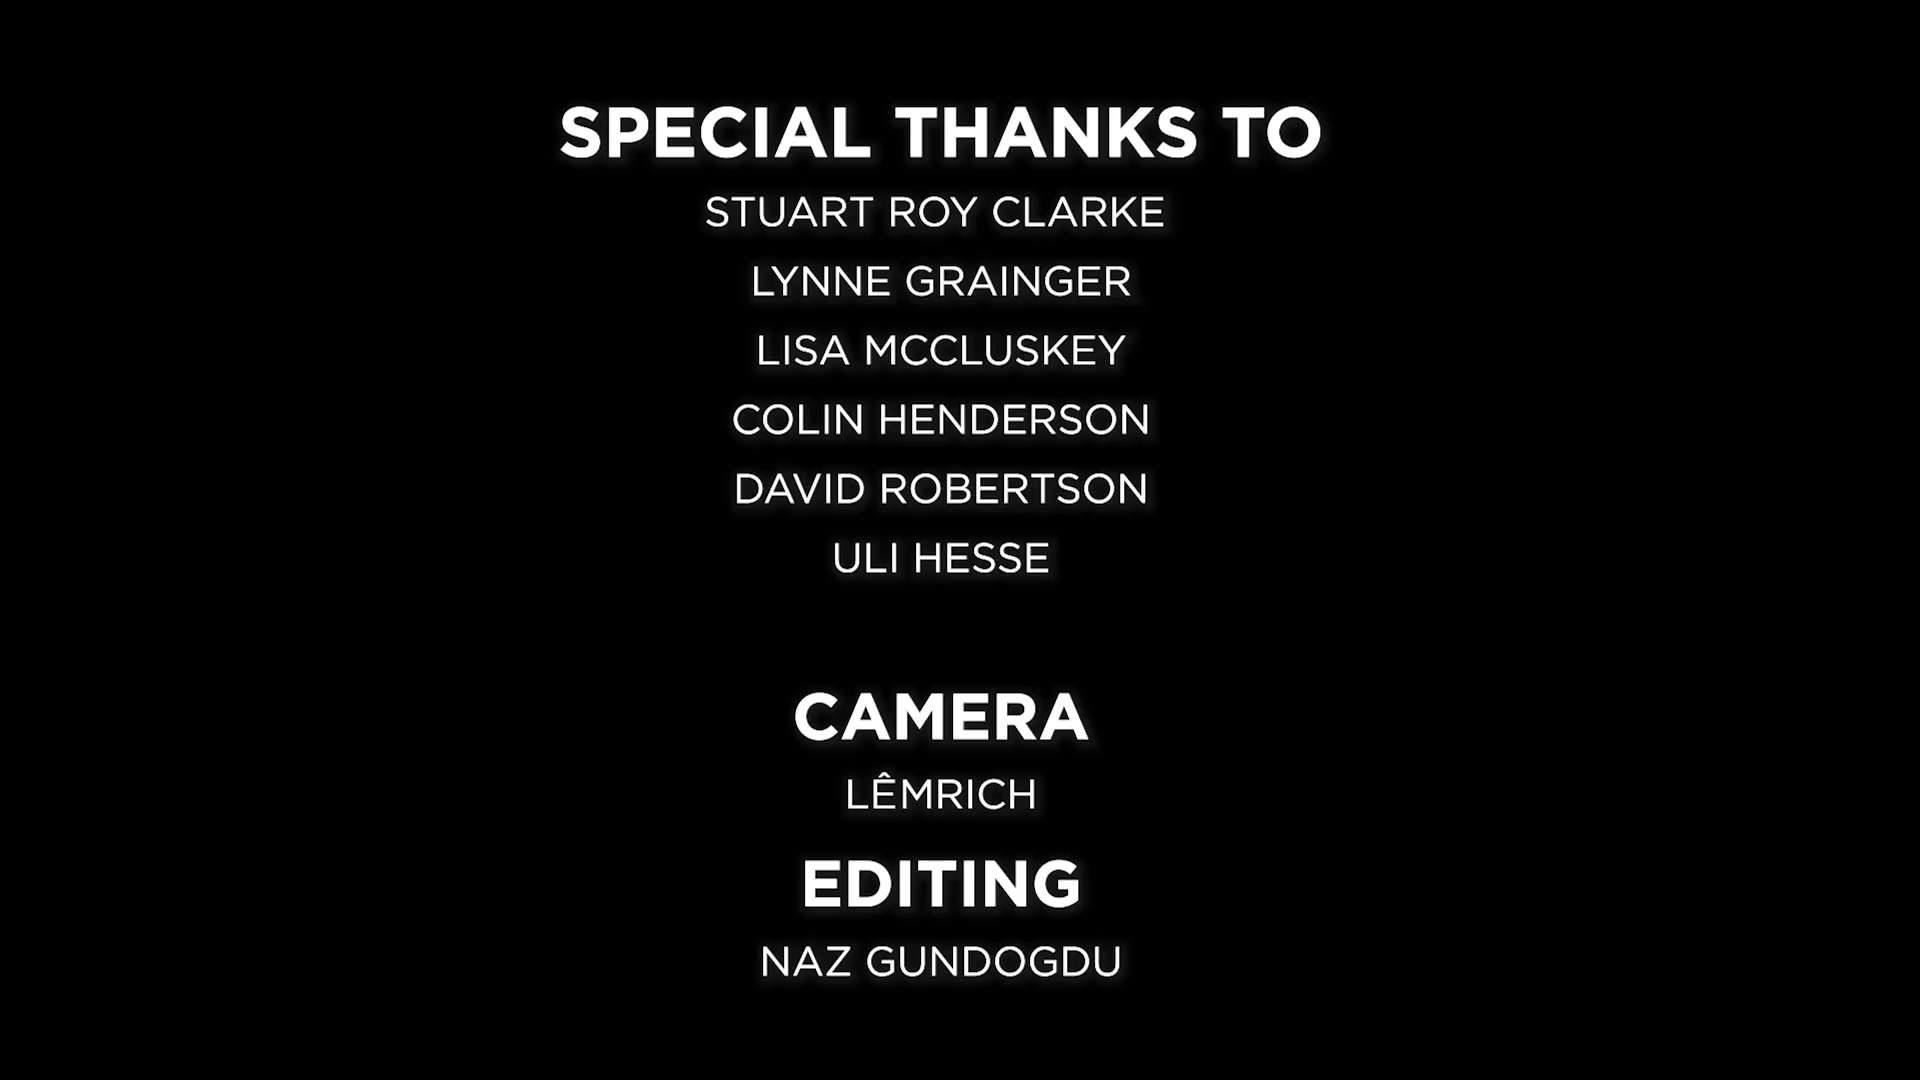 SPECIAL THANKS TO
STUART ROY CLARKE
LYNNE GRAINGER
LISA MCCLUSKEY
COLIN HENDERSON
DAVID ROBERTSON
ULI HESSE
CAMERA
LÊMRICH
EDITING
NAZ GUNDOGDU